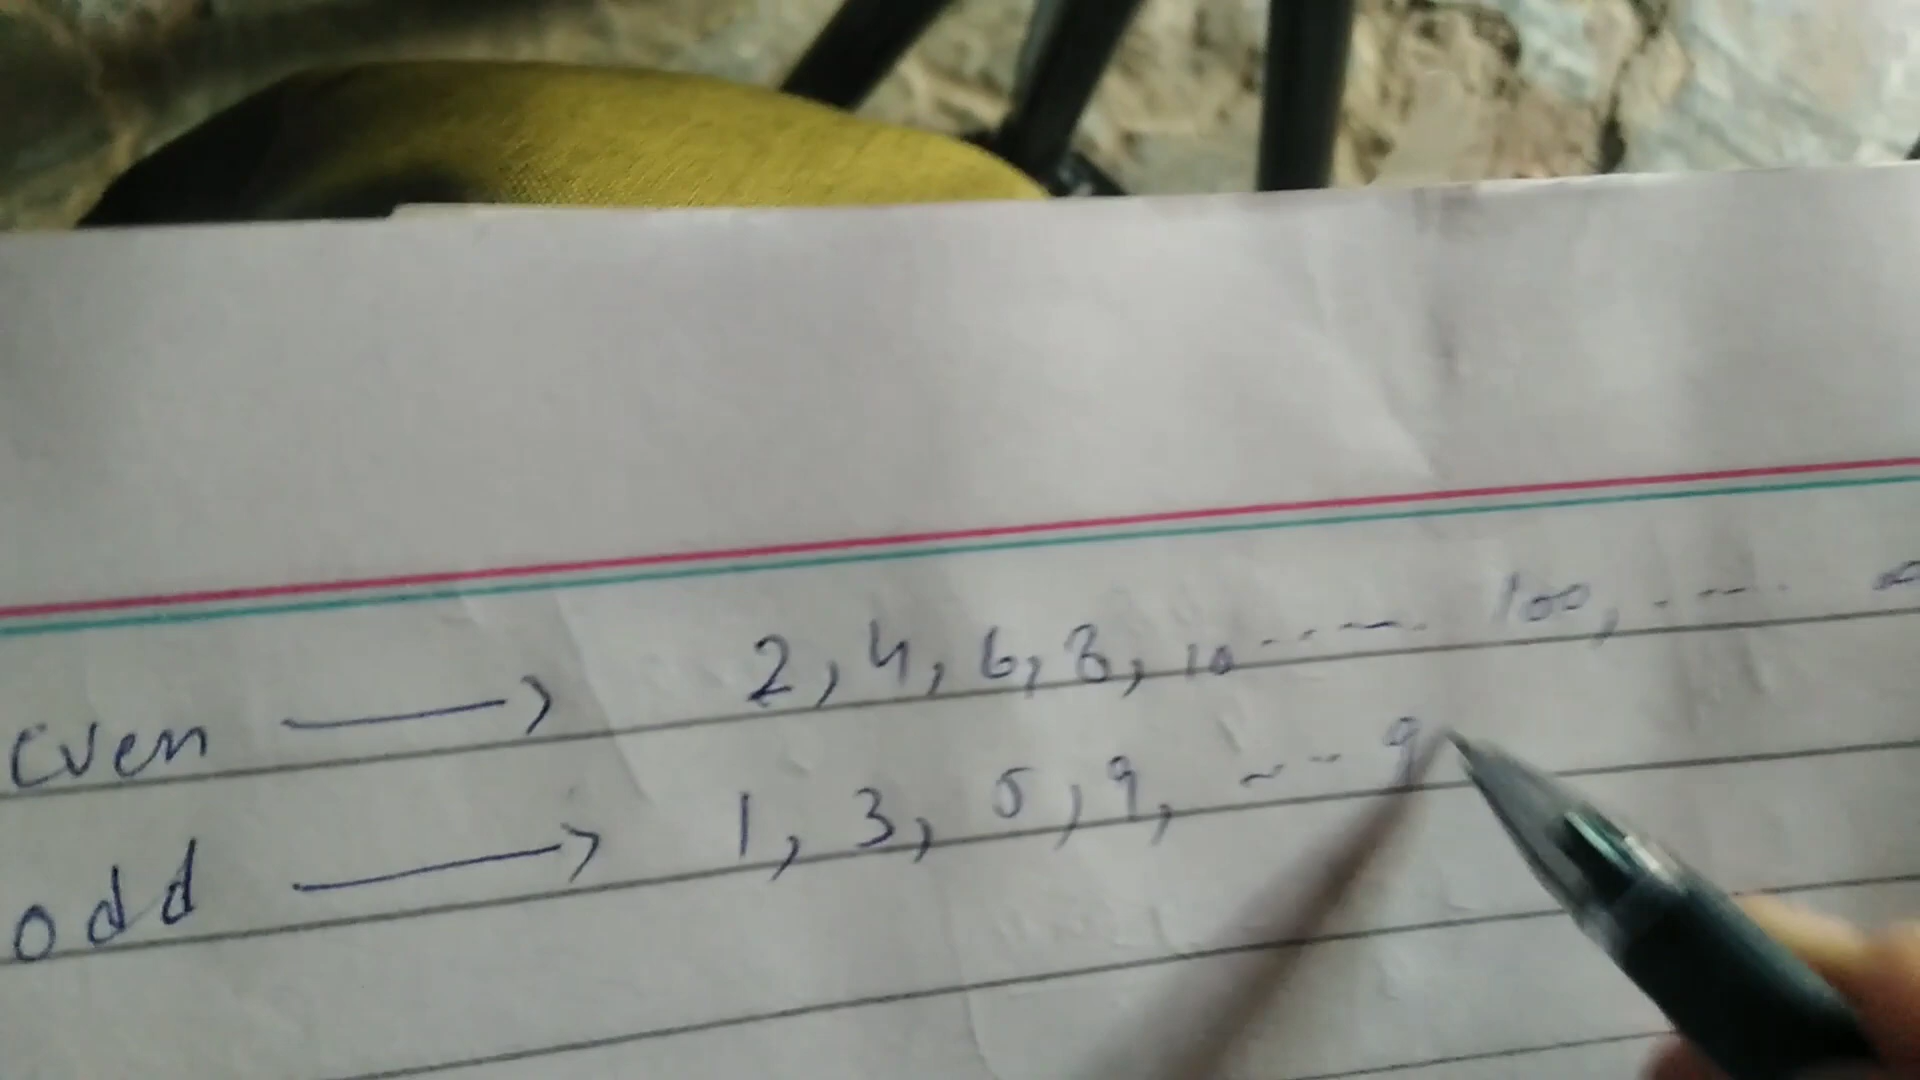 even → 2, 4, 6, 8, 10 ----- 100, ----- ∞
odd → 1, 3, 5, 9, --- 9